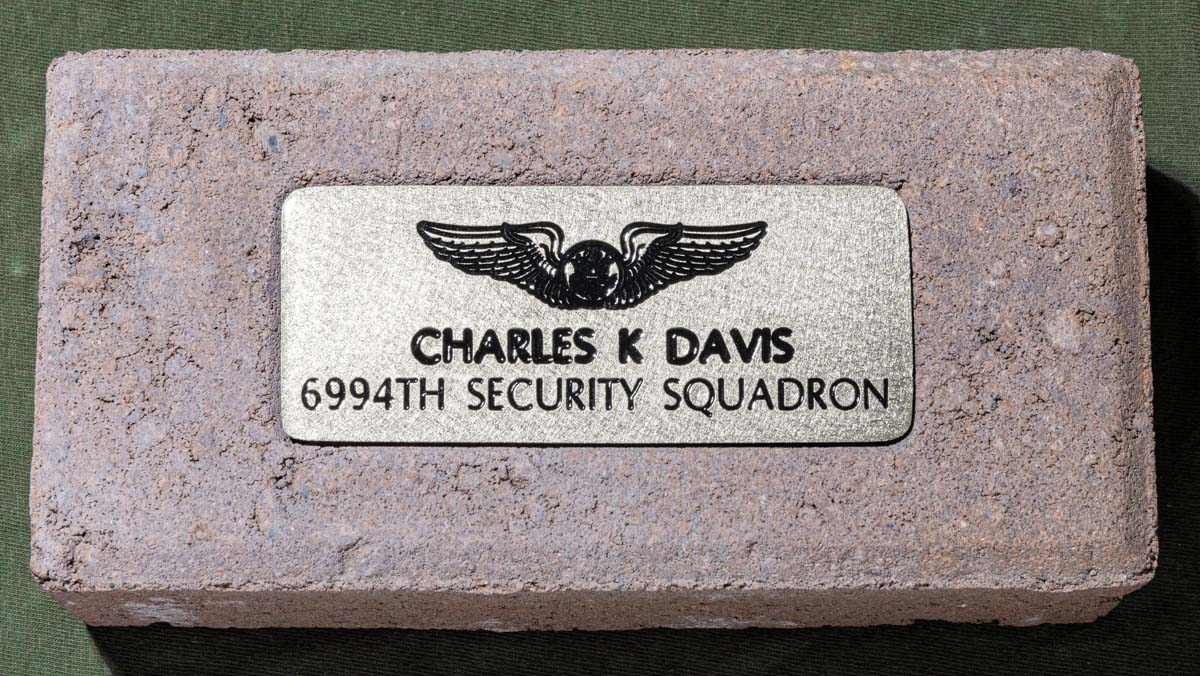 CHARLES K DAVIS
6994TH SECURITY SQUADRON